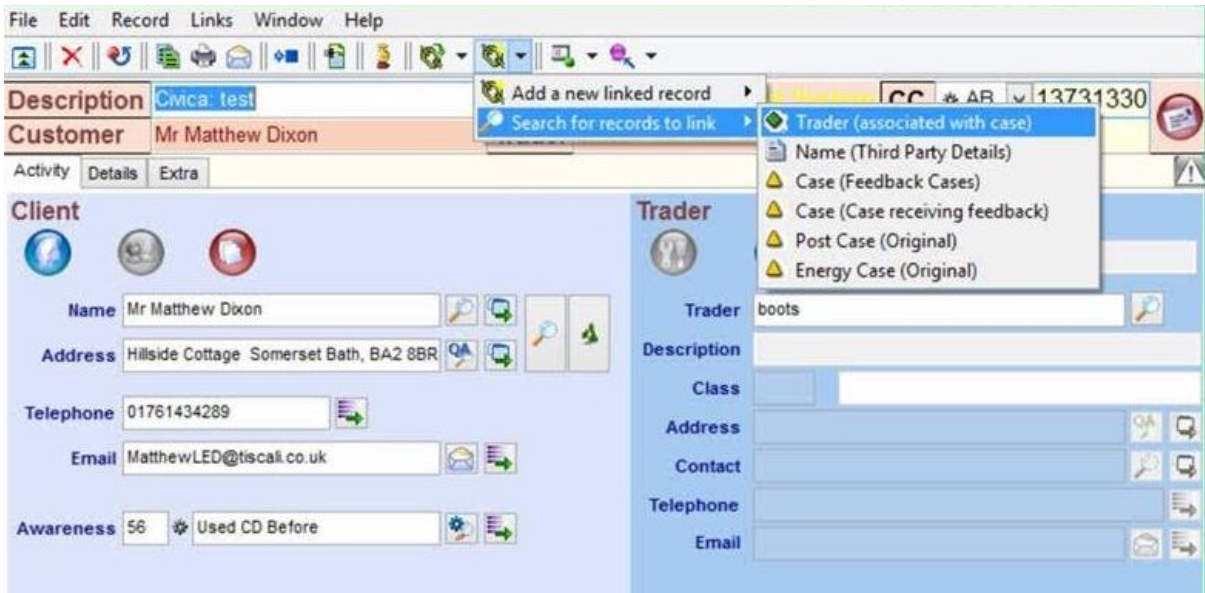 File Edit Record Links Window Help
Add a new linked record
Search for records to link
Description Civica: test CC AB 13731330
Trader (associated with case)
Customer Mr Matthew Dixon
Name (Third Party Details)
Activity Details Extra
Case (Feedback Cases)
Case (Case receiving feedback)
Post Case (Original)
Energy Case (Original)
Client
Trader
Name Mr Matthew Dixon
Trader boots
Address Hillside Cottage Somerset Bath, BA2 8BR QA
Description
Class
Telephone 01761434289
Address QA
Email MatthewLED@tiscali.co.uk
Contact
Telephone
Awareness 56 Used CD Before
Email